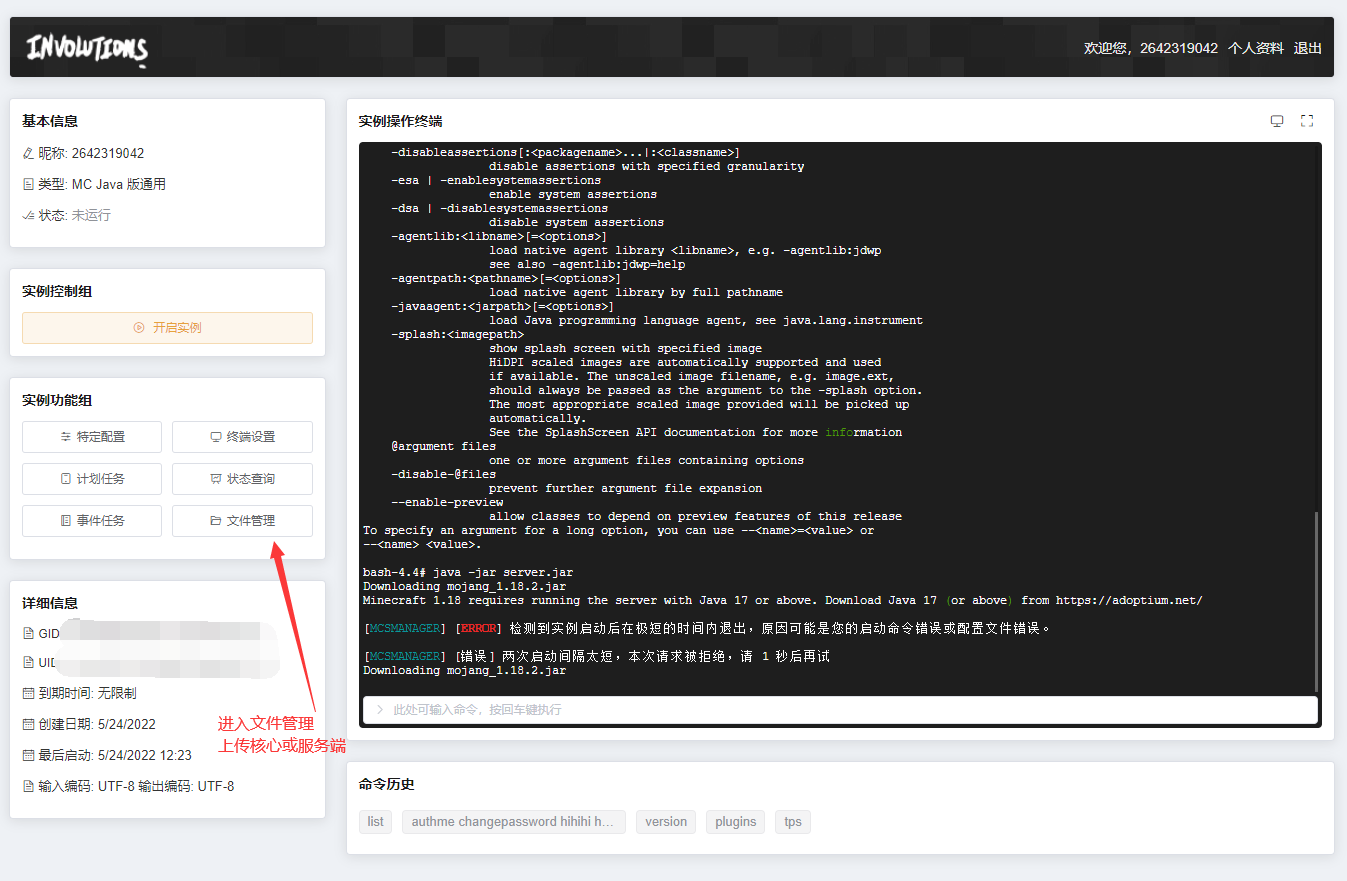 INVOLUTIONS
欢迎您，2642319042 个人资料 退出
基本信息
昵称: 2642319042
类型: MC Java 版通用
状态: 未运行
实例控制组
开启实例
实例功能组
特定配置
终端设置
计划任务
状态查询
事件任务
文件管理
详细信息
GID
UID
到期时间: 无限制
创建日期: 5/24/2022
最后启动: 5/24/2022 12:23
输入编码: UTF-8 输出编码: UTF-8
进入文件管理
上传核心或服务端
实例操作终端
-disableassertions[:<packagename>...|:<classname>]
disable assertions with specified granularity
-esa | -enablesystemassertions
enable system assertions
-dsa | -disablesystemassertions
disable system assertions
-agentlib:<libname>[=<options>]
load native agent library <libname>, e.g. -agentlib:jdwp
see also -agentlib:jdwp=help
-agentpath:<pathname>[=<options>]
load native agent library by full pathname
-javaagent:<jarpath>[=<options>]
load Java programming language agent, see java.lang.instrument
-splash:<imagepath>
show splash screen with specified image
HiDPI scaled images are automatically supported and used
if available. The unscaled image filename, e.g. image.ext,
should always be passed as the argument to the -splash option.
The most appropriate scaled image provided will be picked up
automatically.
See the SplashScreen API documentation for more information
@argument files
one or more argument files containing options
-disable-@files
prevent further argument file expansion
--enable-preview
allow classes to depend on preview features of this release
To specify an argument for a long option, you can use --<name>=<value> or
--<name> <value>.
bash-4.4# java -jar server.jar
Downloading mojang_1.18.2.jar
Minecraft 1.18 requires running the server with Java 17 or above. Download Java 17 (or above) from https://adoptium.net/
[MCSMANAGER] [ERROR] 检测到实例启动后在极短的时间内退出，原因可能是您的启动命令错误或配置文件错误。
[MCSMANAGER] [错误] 两次启动间隔太短，本次请求被拒绝，请 1 秒后再试
Downloading mojang_1.18.2.jar
此处可输入命令，按回车键执行
命令历史
list
authme changepassword hihihi h...
version
plugins
tps